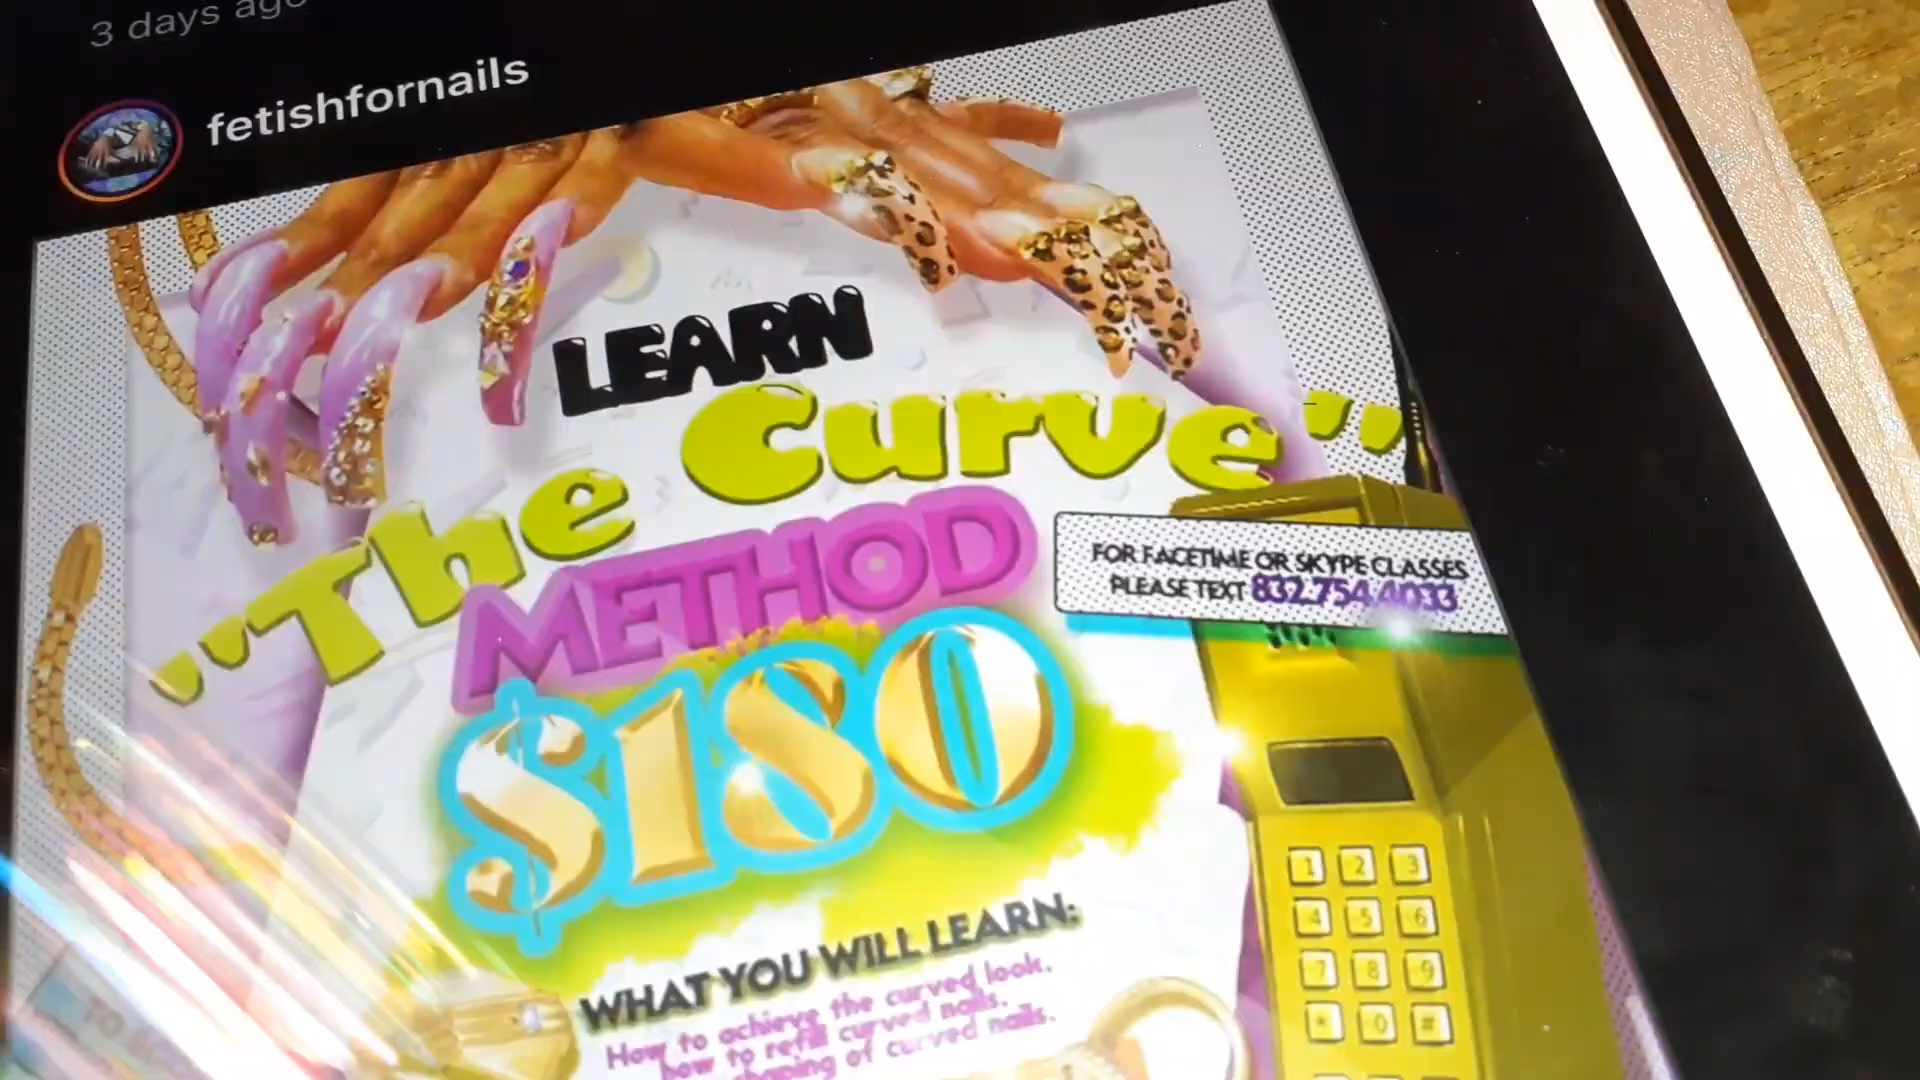 3 days ago
fetishfornails
LEARN
"The Curve"
METHOD
FOR FACETIME OR SKYPE CLASSES
PLEASE TEXT 832.754.4033
$180
1 2 3
4 5 6
7 8 9
* 0 #
WHAT YOU WILL LEARN:
How to achieve the curved look.
how to refill curved nails.
shaping of curved nails.